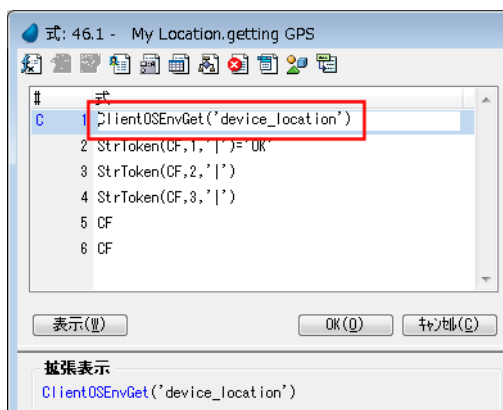 式: 46.1 - My Location.getting GPS
# 式
C 1 ClientOSEnvGet('device_location')
2 StrToken(CF,1,'|')='OK'
3 StrToken(CF,2,'|')
4 StrToken(CF,3,'|')
5 CF
6 CF
表示(W) OK(O) ｷｬﾝｾﾙ(C)
拡張表示
ClientOSEnvGet('device_location')